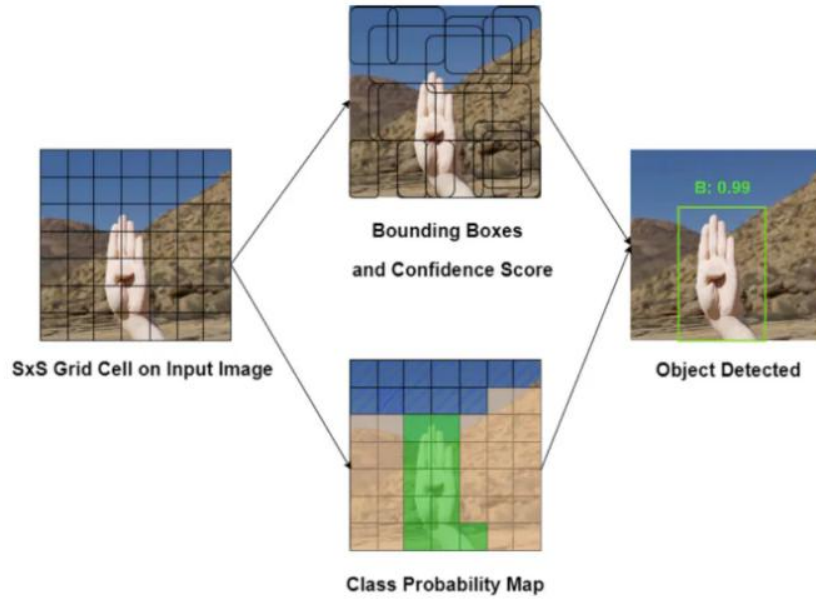 SxS Grid Cell on Input Image
Bounding Boxes
and Confidence Score
Class Probability Map
B: 0.99
Object Detected